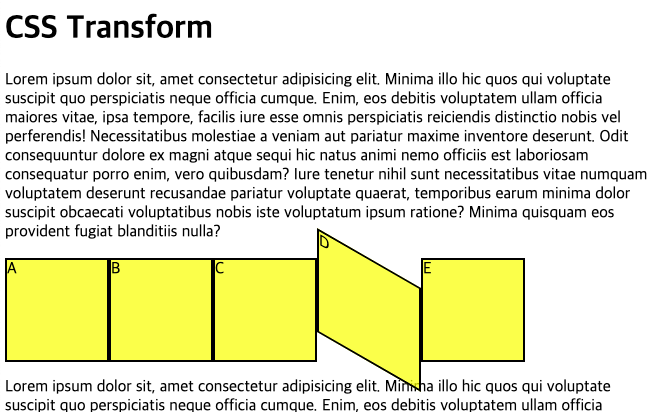 CSS Transform
Lorem ipsum dolor sit, amet consectetur adipisicing elit. Minima illo hic quos qui voluptate
suscipit quo perspiciatis neque officia cumque. Enim, eos debitis voluptatem ullam officia
maiores vitae, ipsa tempore, facilis iure esse omnis perspiciatis reiciendis distinctio nobis vel
perferendis! Necessitatibus molestiae a veniam aut pariatur maxime inventore deserunt. Odit
consequuntur dolore ex magni atque sequi hic natus animi nemo officiis est laboriosam
consequatur porro enim, vero quibusdam? Iure tenetur nihil sunt necessitatibus vitae numquam
voluptatem deserunt recusandae pariatur voluptate quaerat, temporibus earum minima dolor
suscipit obcaecati voluptatibus nobis iste voluptatum ipsum ratione? Minima quisquam eos
provident fugiat blanditiis nulla?
A B C D E
Lorem ipsum dolor sit, amet consectetur adipisicing elit. Minima illo hic quos qui voluptate
suscipit quo perspiciatis neque officia cumque. Enim, eos debitis voluptatem ullam officia